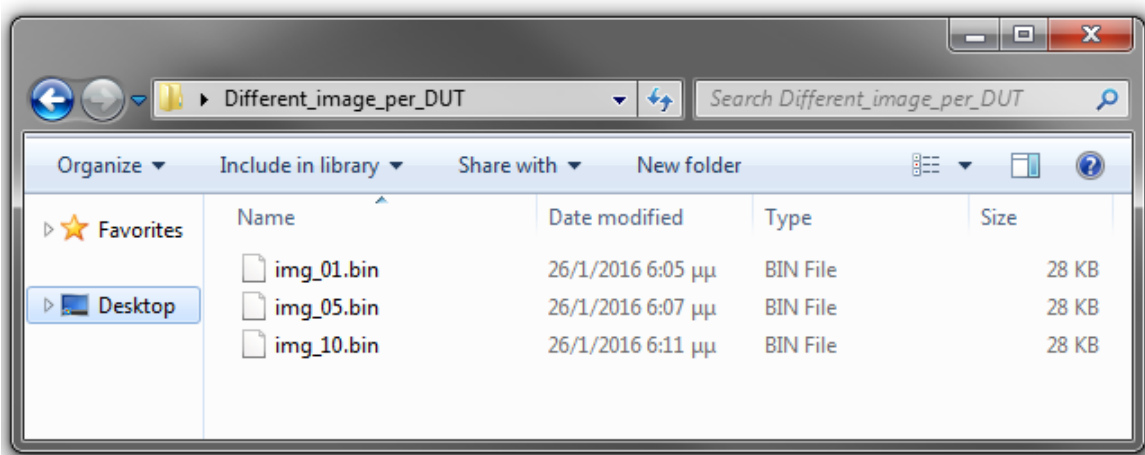 Different_image_per_DUT Search Different_image_per_DUT
Organize Include in library Share with New folder
Favorites
Desktop
Name Date modified Type Size
img_01.bin 26/1/2016 6:05 μμ BIN File 28 KB
img_05.bin 26/1/2016 6:07 μμ BIN File 28 KB
img_10.bin 26/1/2016 6:11 μμ BIN File 28 KB